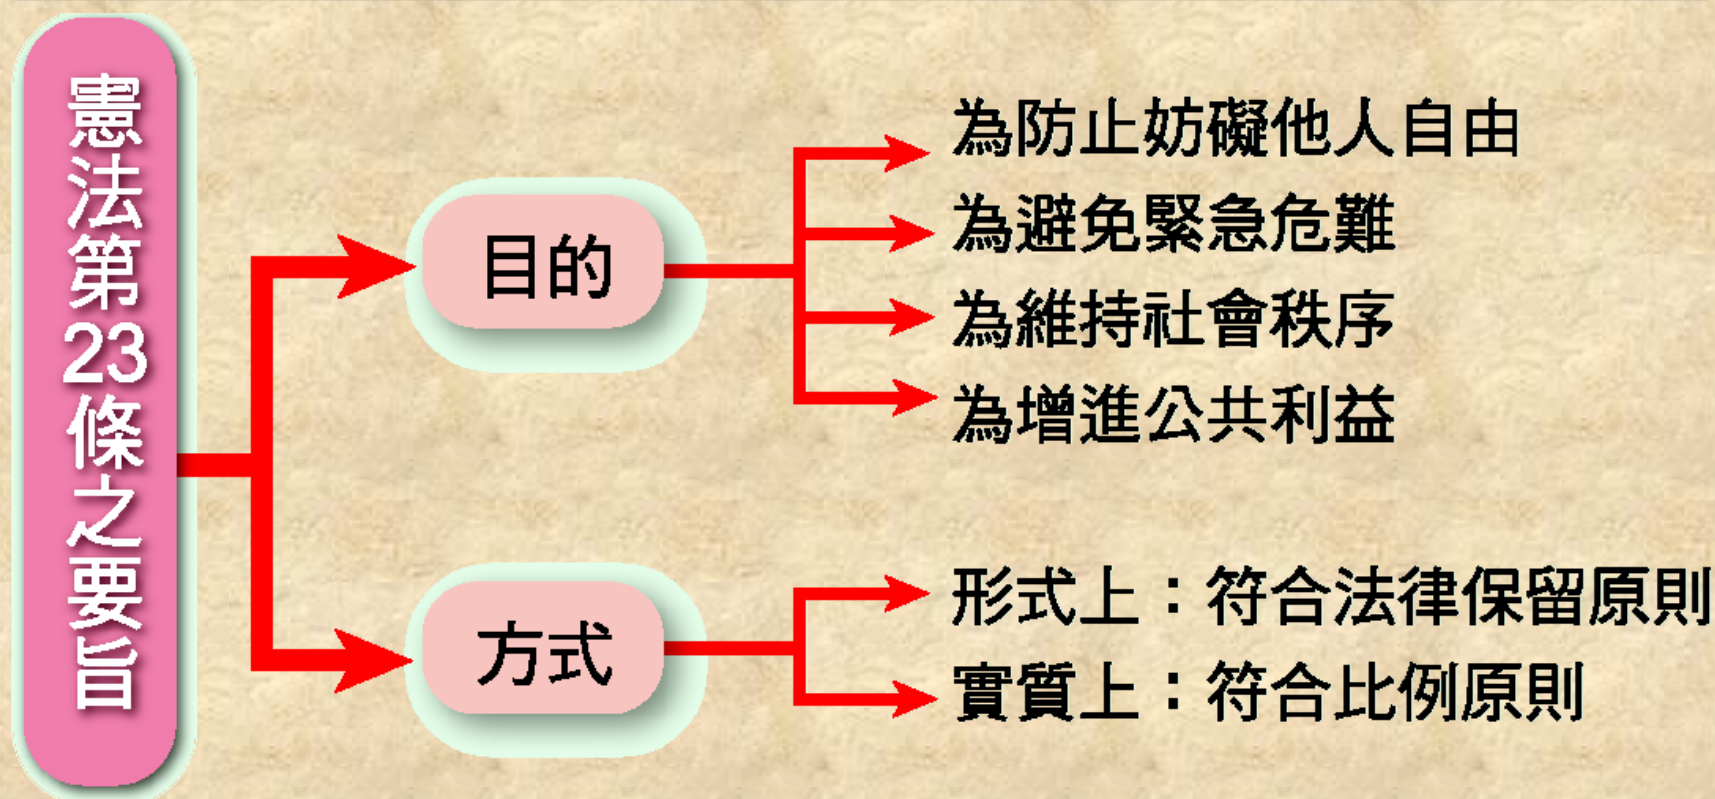 憲法第23條之要旨
目的
為防止妨礙他人自由
為避免緊急危難
為維持社會秩序
為增進公共利益
方式
形式上：符合法律保留原則
實質上：符合比例原則